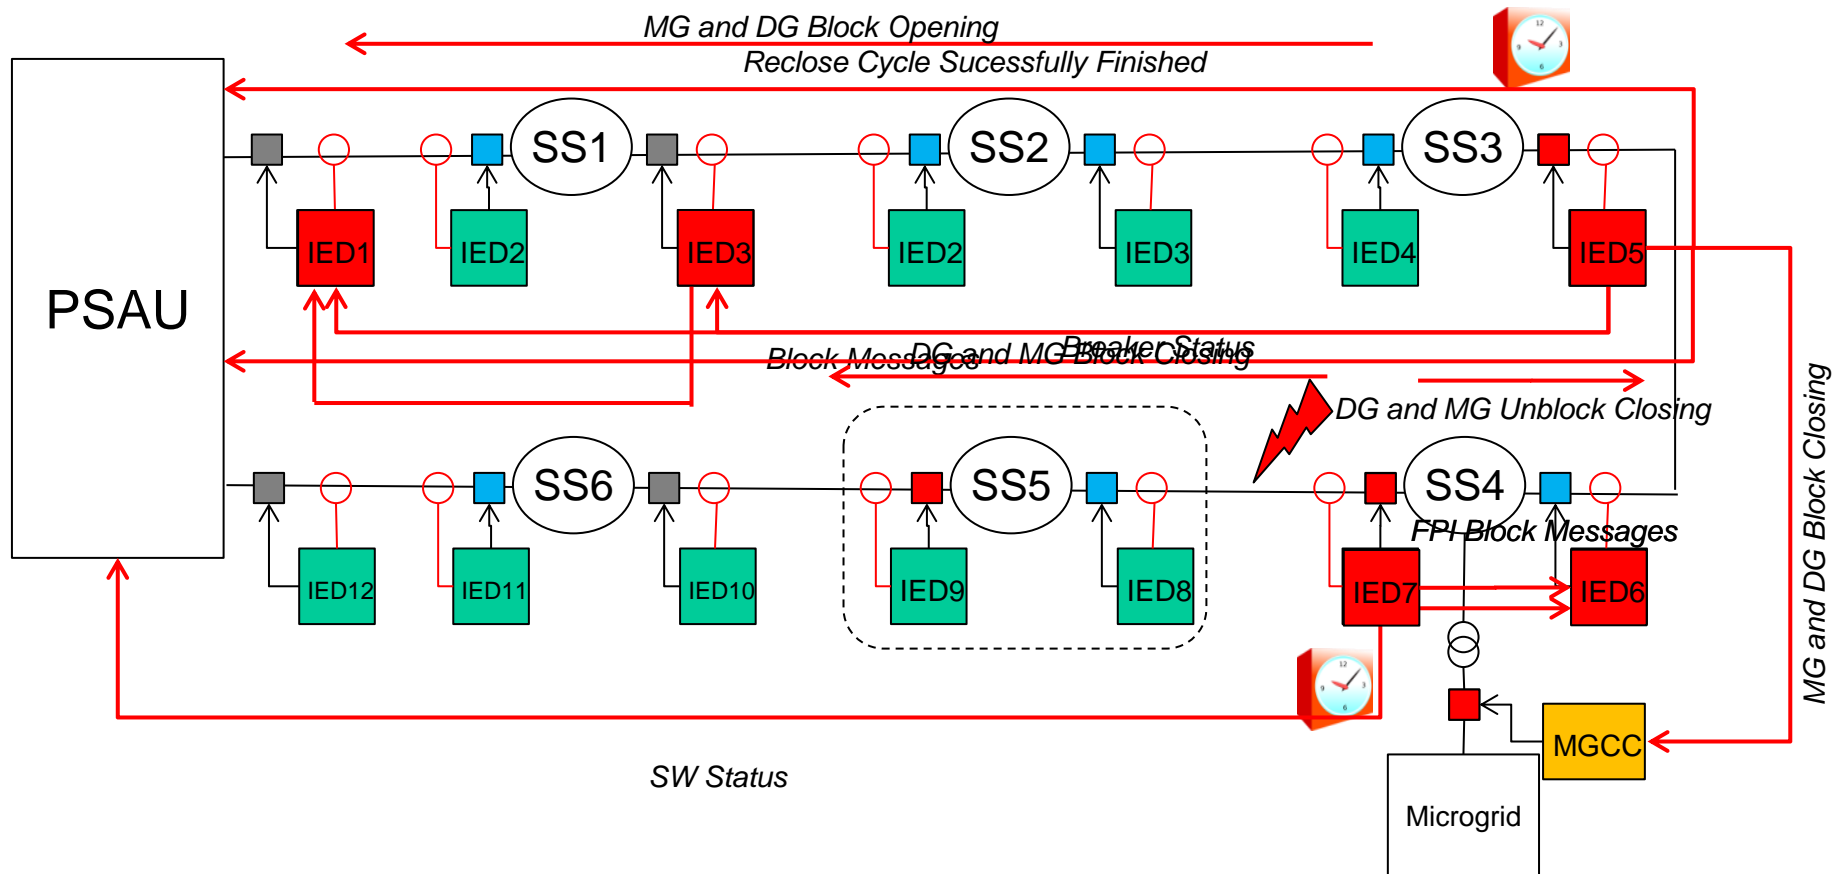 MG and DG Block Opening
Reclose Cycle Sucessfully Finished
SS1
SS2
SS3
IED1
IED2
IED3
IED2
IED3
IED4
IED5
PSAU
Breaker Status
Block Messages
DG and MG Block Closing
DG and MG Unblock Closing
MG and DG Block Closing
SS6
SS5
SS4
FPI Block Messages
IED12
IED11
IED10
IED9
IED8
IED7
IED6
MGCC
SW Status
Microgrid